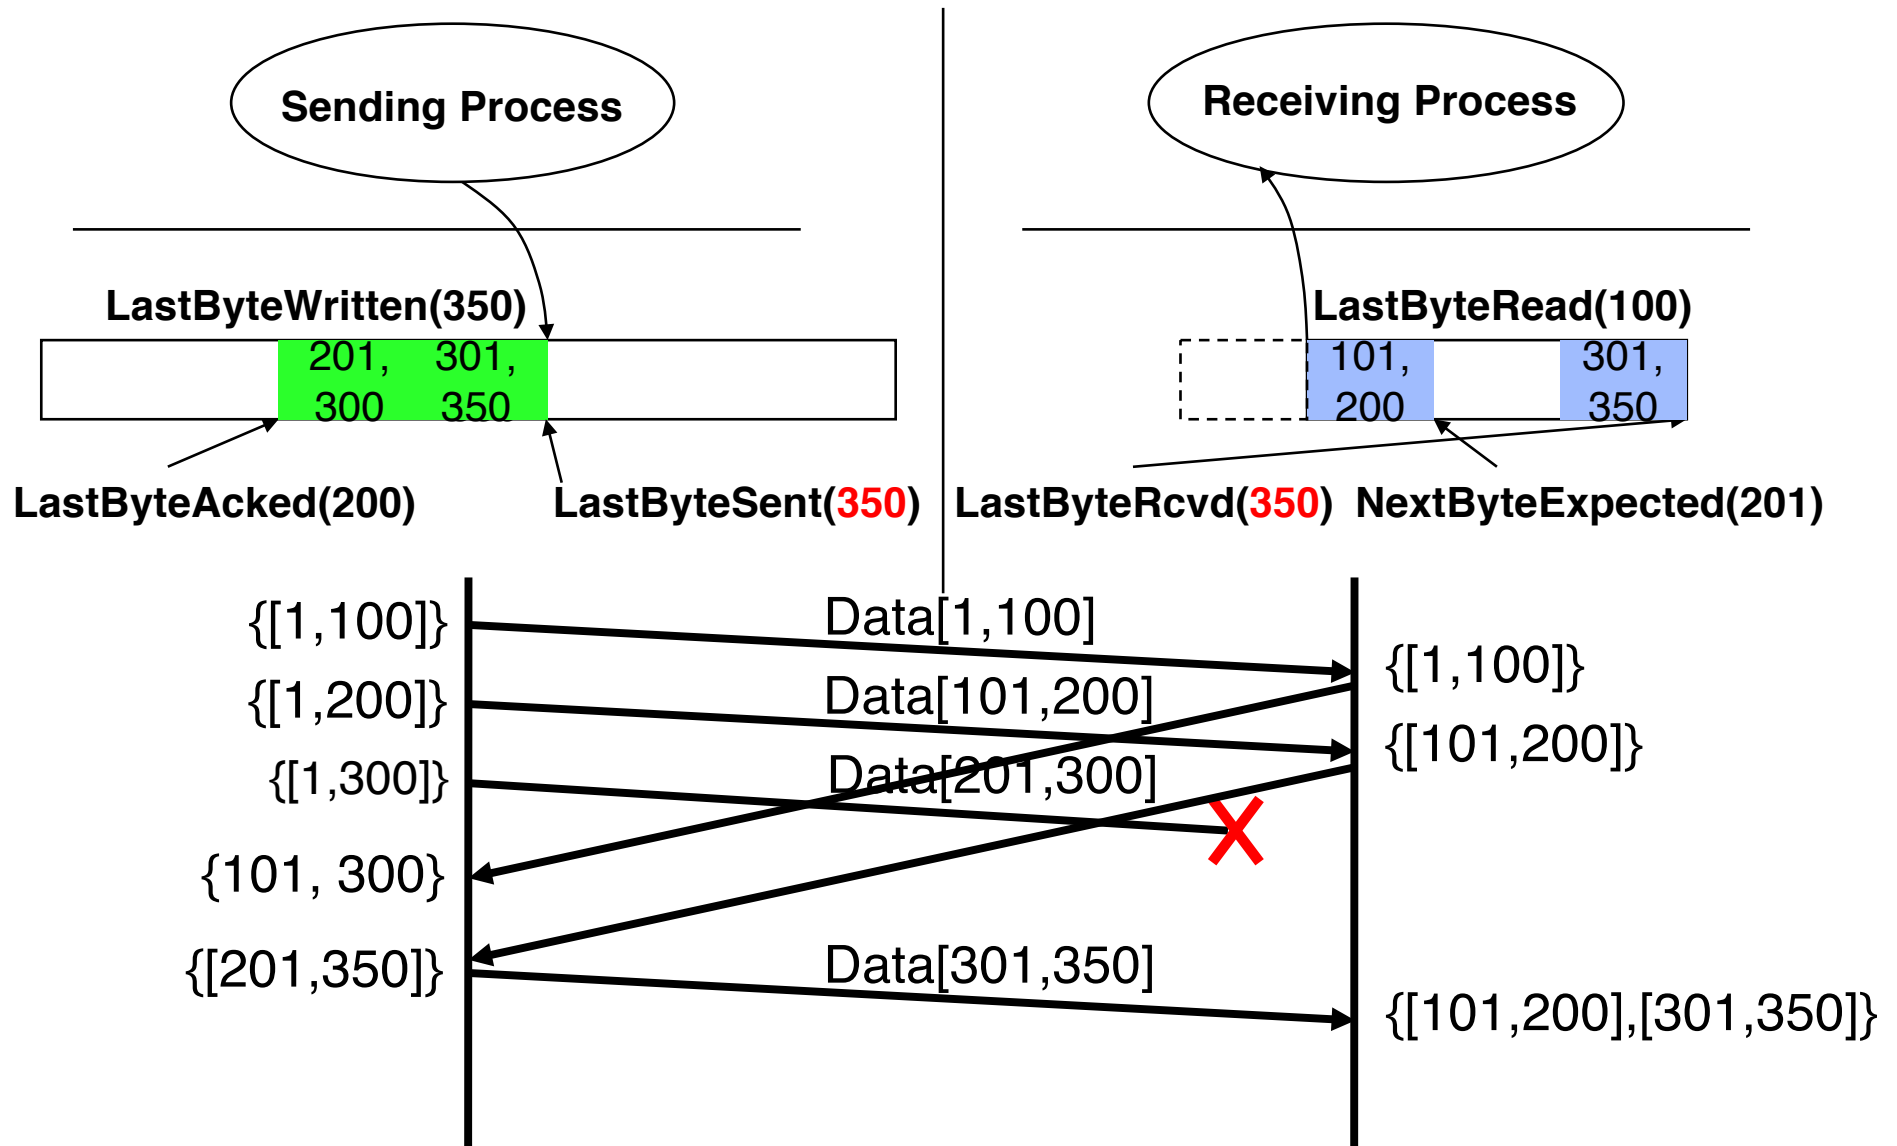 Sending Process
Receiving Process
LastByteWritten(350)
LastByteRead(100)
201, 301,
300 350
101, 301,
200 350
LastByteAcked(200)
LastByteSent(350)
LastByteRcvd(350)
NextByteExpected(201)
{[1,100]}
Data[1,100]
{[1,100]}
{[1,200]}
Data[101,200]
{[101,200]}
{[1,300]}
Data[201,300]
{101, 300}
{[201,350]}
Data[301,350]
{[101,200],[301,350]}